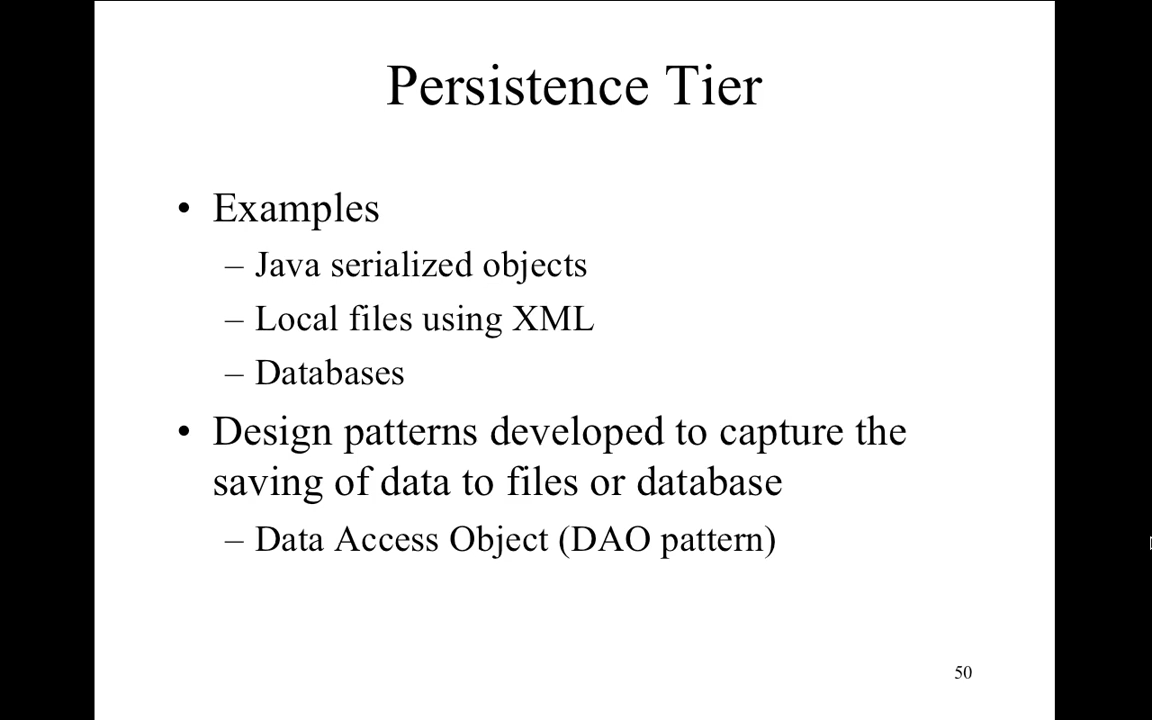 Persistence Tier
• Examples
– Java serialized objects
– Local files using XML
– Databases
• Design patterns developed to capture the
saving of data to files or database
– Data Access Object (DAO pattern)
50